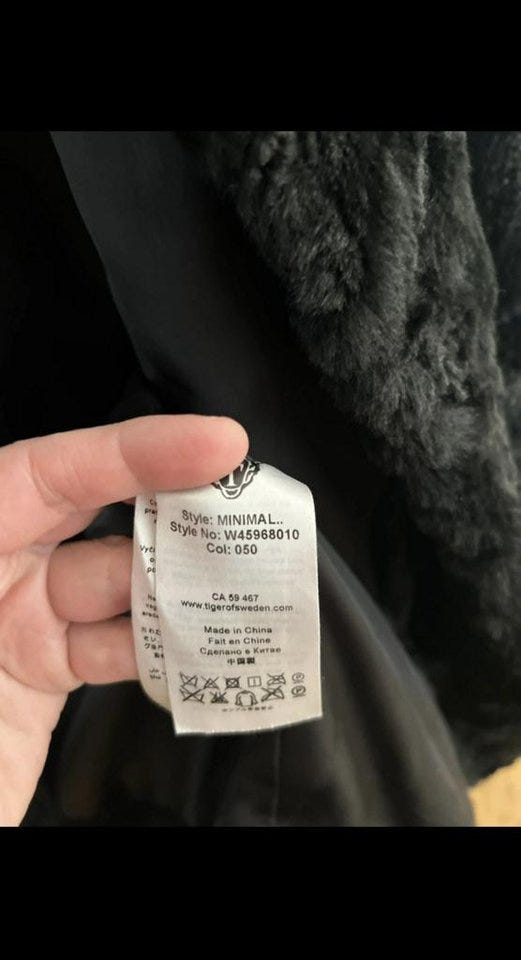 Style: MINIMAL..
Style No: W45968010
Col: 050
CA 59 467
www.tigerofsweden.com
Made in China
Fait en Chine
Сделано в Китае
中国製